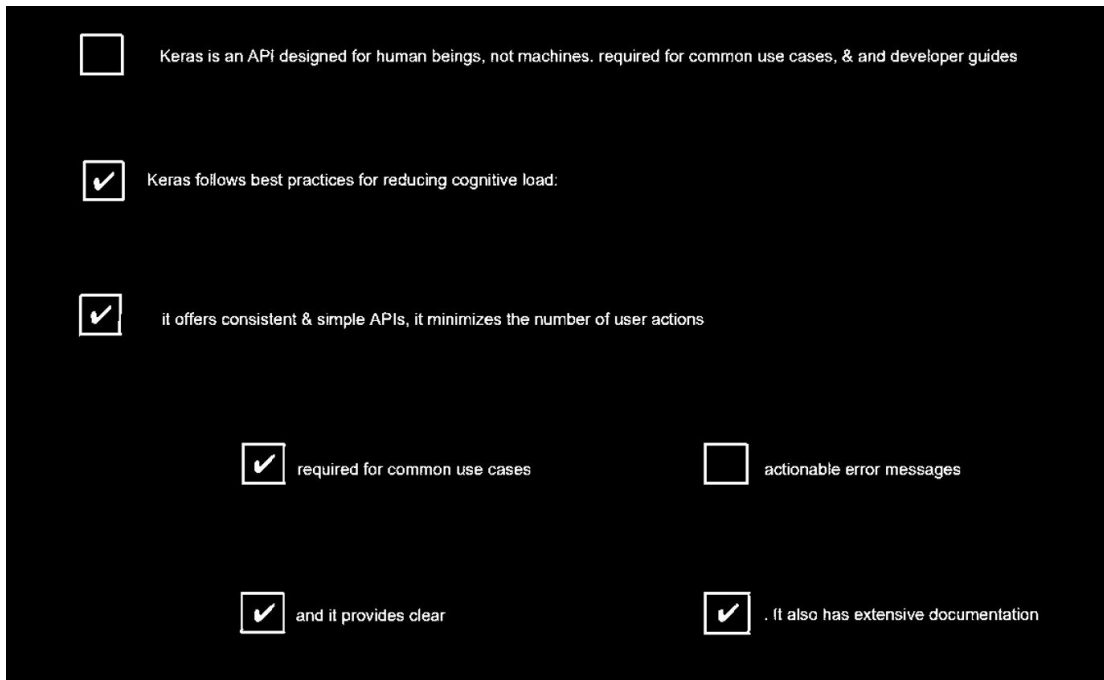 Keras is an API designed for human beings, not machines. required for common use cases, & and developer guides
Keras follows best practices for reducing cognitive load:
it offers consistent & simple APIs, it minimizes the number of user actions
required for common use cases
actionable error messages
and it provides clear
. It also has extensive documentation